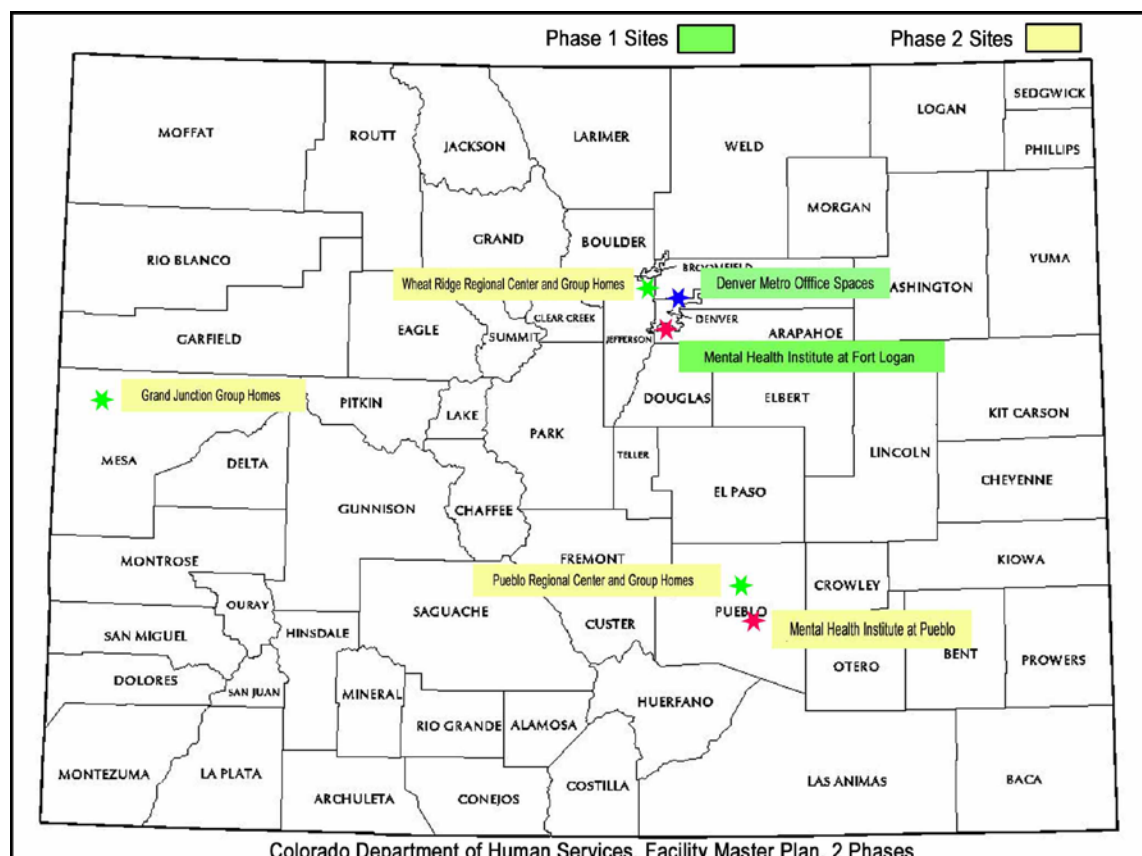 Phase 1 Sites
Phase 2 Sites
SEDGWICK
LOGAN
MOFFAT
ROUTT
JACKSON
LARIMER
WELD
PHILLIPS
MORGAN
GRAND
BOULDER
RIO BLANCO
YUMA
BROOMFIELD
Wheat Ridge Regional Center and Group Homes
Denver Metro Offfice Spaces
ASHINGTON
CLEAR CREEK
DENVER
EAGLE
ARAPAHOE
GARFIELD
SUMMIT
JEFFERSON
Mental Health Institute at Fort Logan
Grand Junction Group Homes
PITKIN
LAKE
DOUGLAS
ELBERT
KIT CARSON
PARK
MESA
DELTA
TELLER
LINCOLN
CHEYENNE
EL PASO
GUNNISON
CHAFFEE
MONTROSE
FREMONT
KIOWA
Pueblo Regional Center and Group Homes
CROWLEY
OURAY
SAGUACHE
PUEBLO
CUSTER
Mental Health Institute at Pueblo
SAN MIGUEL
HINSDALE
BENT
PROWERS
OTERO
DOLORES
SAN JUAN
MINERAL
HUERFANO
RIO GRANDE
ALAMOSA
MONTEZUMA
LA PLATA
COSTILLA
LAS ANIMAS
BACA
ARCHULETA
CONEJOS
Colorado Department of Human Services, Facility Master Plan, 2 Phases